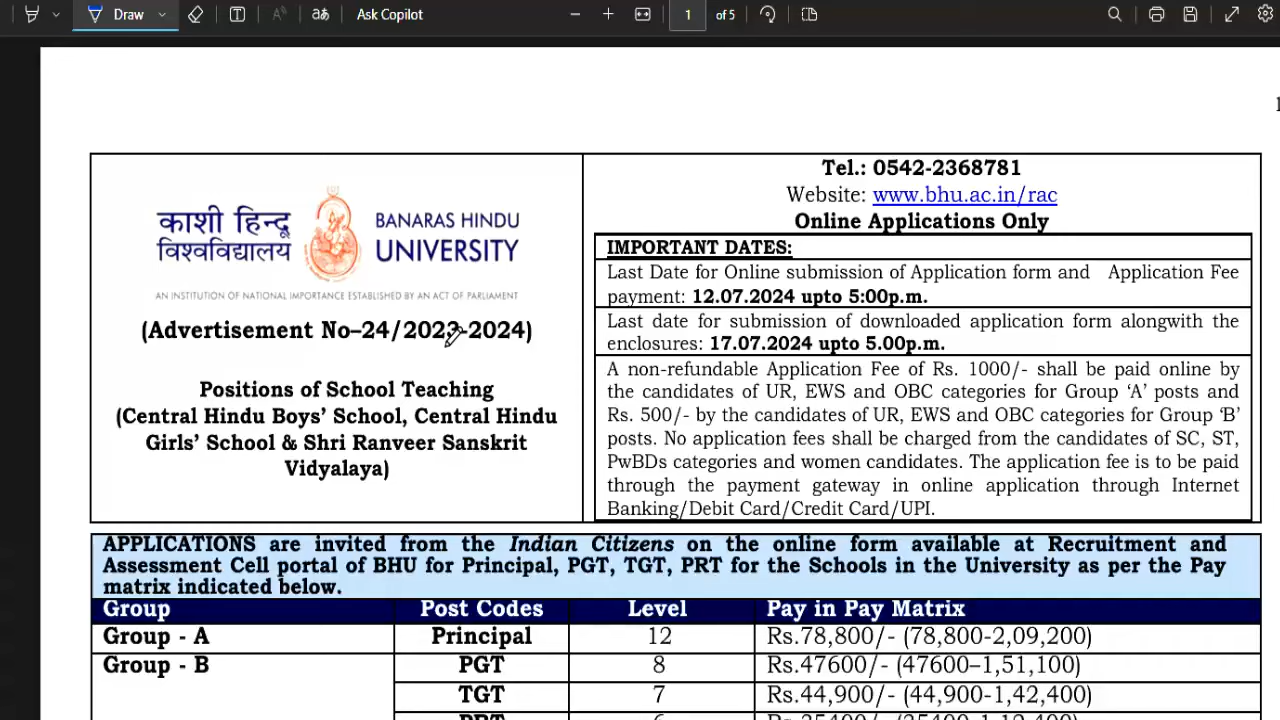 Draw
aあ
Ask Copilot
1 of 5
1
काशी हिन्दू
विश्वविद्यालय
BANARAS HINDU
UNIVERSITY
AN INSTITUTION OF NATIONAL IMPORTANCE ESTABLISHED BY AN ACT OF PARLIAMENT
(Advertisement No–24/2023-2024)
Positions of School Teaching
(Central Hindu Boys’ School, Central Hindu
Girls’ School & Shri Ranveer Sanskrit
Vidyalaya)
Tel.: 0542-2368781
Website: www.bhu.ac.in/rac
Online Applications Only
IMPORTANT DATES:
Last Date for Online submission of Application form and Application Fee
payment: 12.07.2024 upto 5:00p.m.
Last date for submission of downloaded application form alongwith the
enclosures: 17.07.2024 upto 5.00p.m.
A non-refundable Application Fee of Rs. 1000/- shall be paid online by
the candidates of UR, EWS and OBC categories for Group ‘A’ posts and
Rs. 500/- by the candidates of UR, EWS and OBC categories for Group ‘B’
posts. No application fees shall be charged from the candidates of SC, ST,
PwBDs categories and women candidates. The application fee is to be paid
through the payment gateway in online application through Internet
Banking/Debit Card/Credit Card/UPI.
APPLICATIONS are invited from the Indian Citizens on the online form available at Recruitment and
Assessment Cell portal of BHU for Principal, PGT, TGT, PRT for the Schools in the University as per the Pay
matrix indicated below.
Group Post Codes Level Pay in Pay Matrix
Group - A Principal 12 Rs.78,800/- (78,800-2,09,200)
Group - B PGT 8 Rs.47600/- (47600–1,51,100)
TGT 7 Rs.44,900/- (44,900-1,42,400)